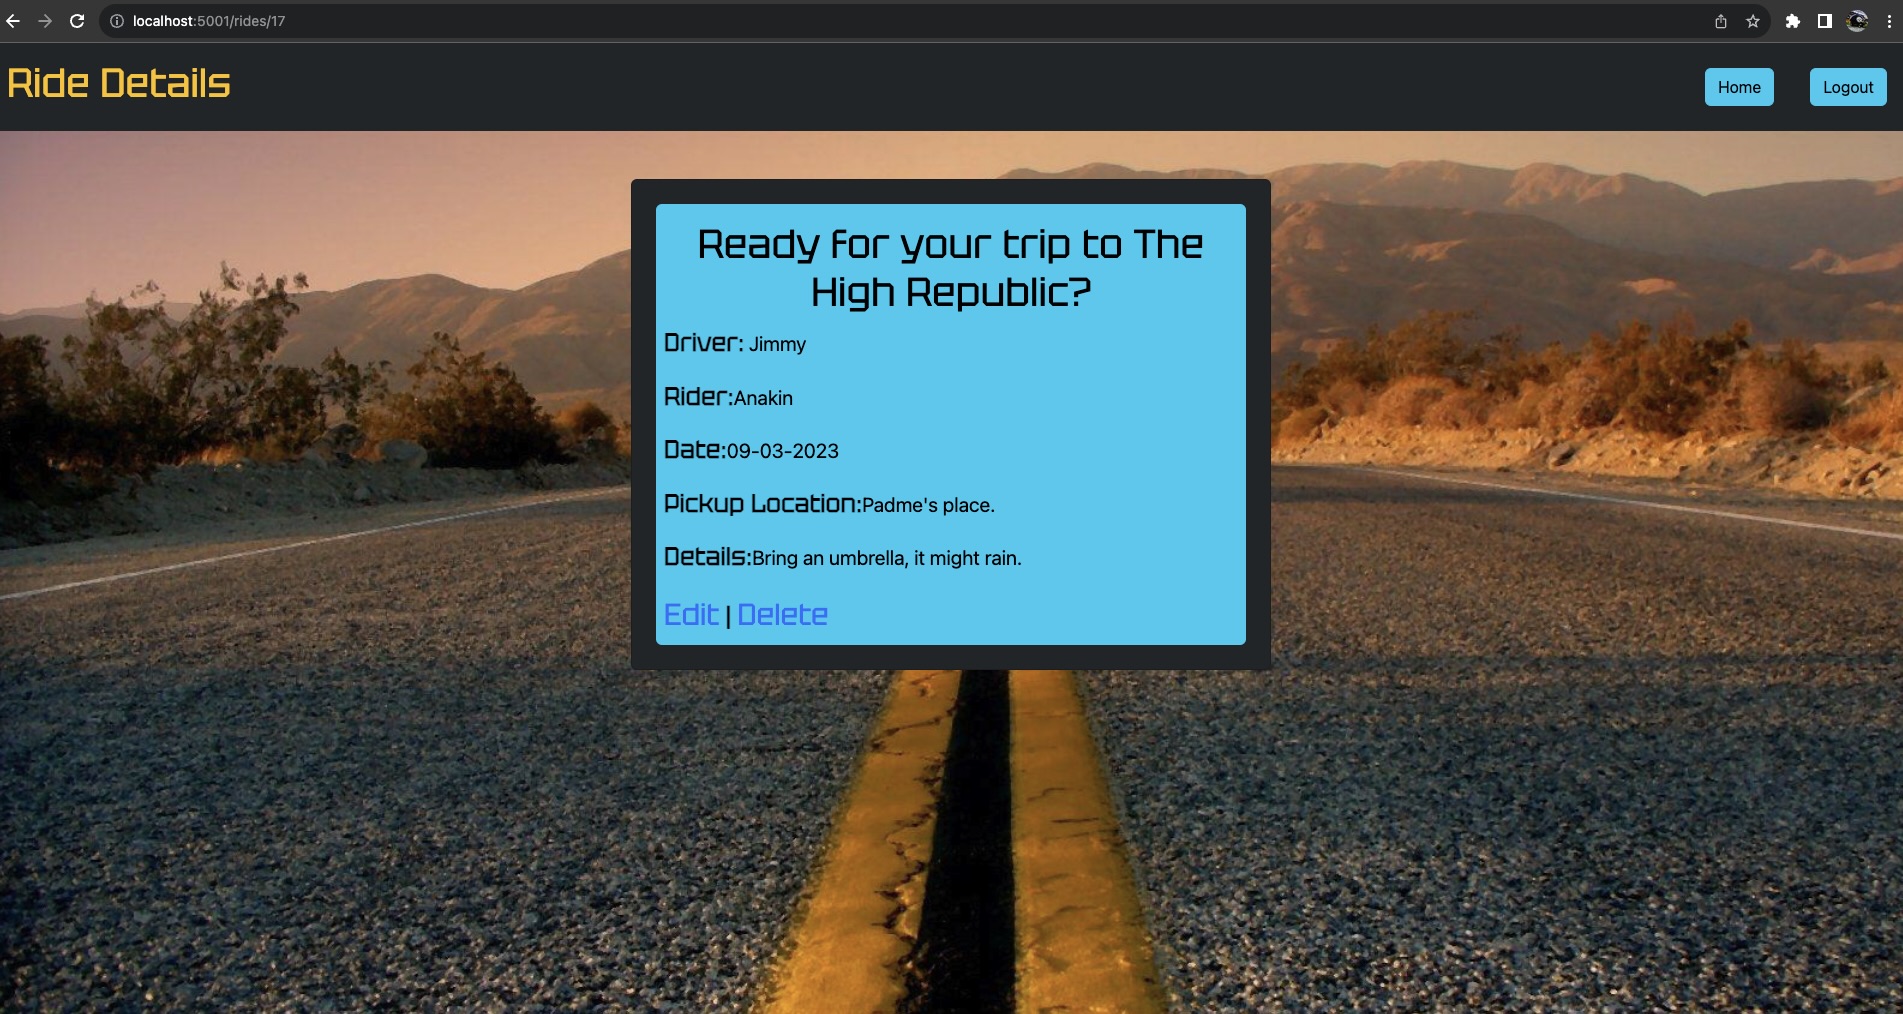 localhost:5001/rides/17
Ride Details
Home
Logout
Ready for your trip to The
High Republic?
Driver: Jimmy
Rider:Anakin
Date:09-03-2023
Pickup Location:Padme's place.
Details:Bring an umbrella, it might rain.
Edit | Delete